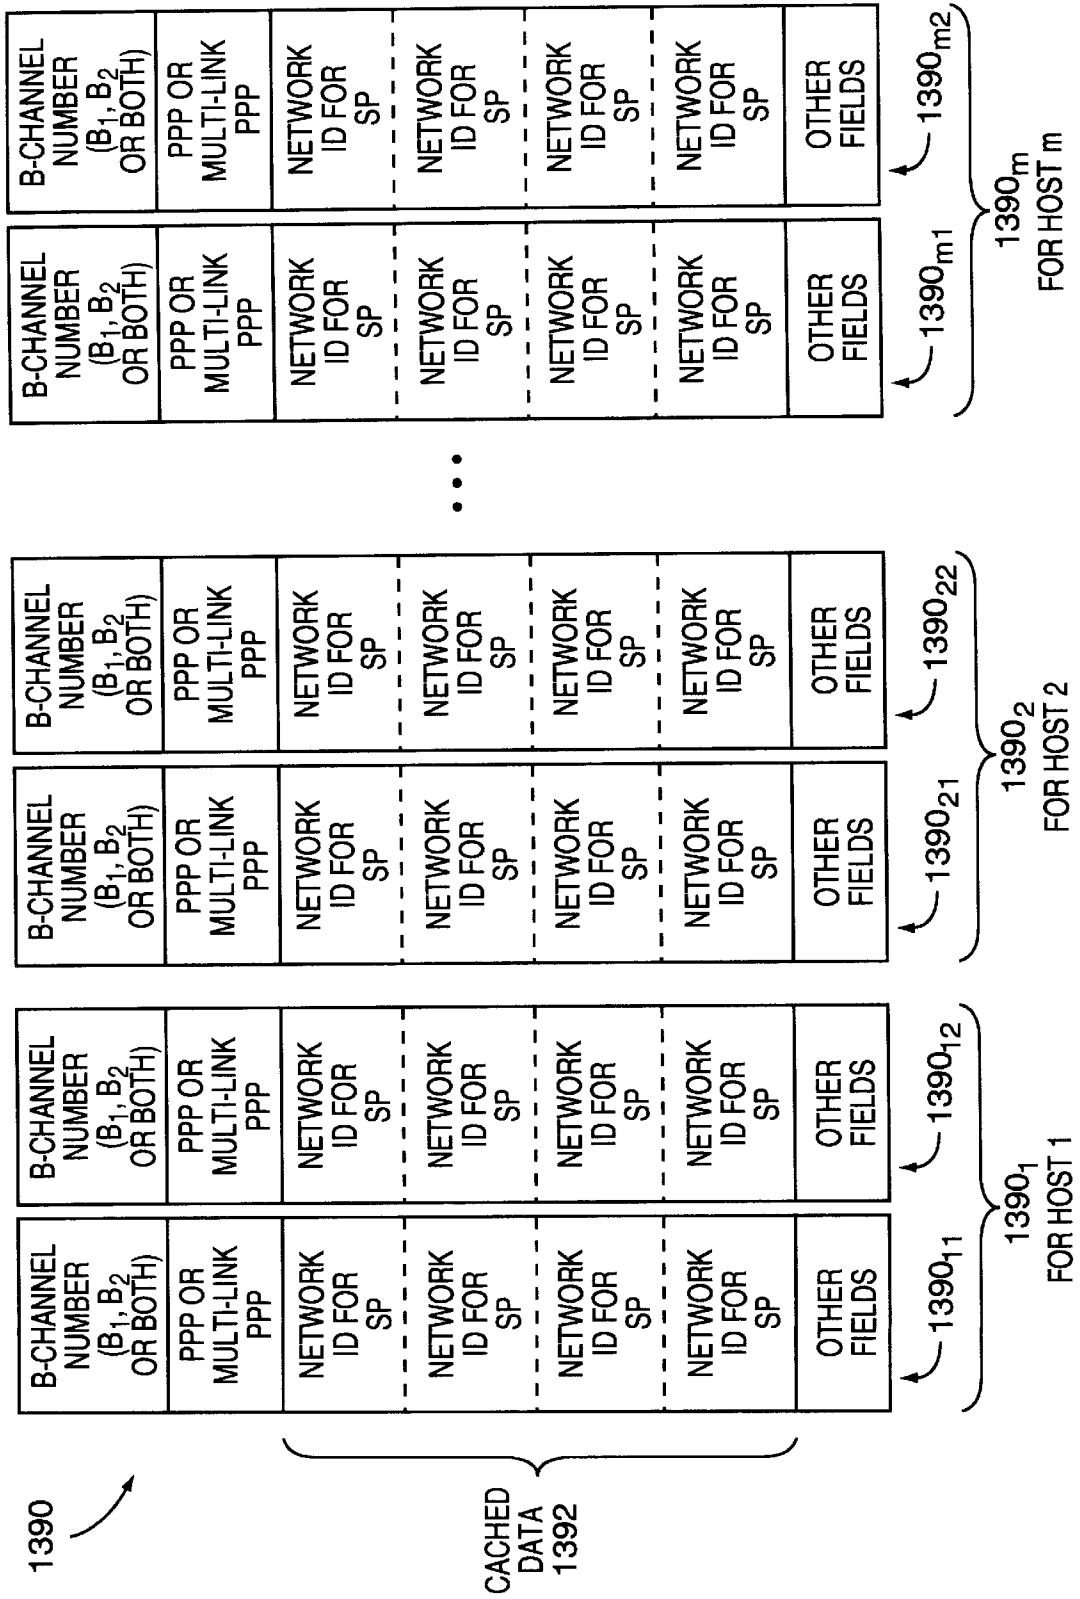 1390
CACHED
DATA
1392
B-CHANNEL
NUMBER
(B1, B2
OR BOTH)
PPP OR
MULTI-LINK
PPP
NETWORK
ID FOR
SP
NETWORK
ID FOR
SP
NETWORK
ID FOR
SP
NETWORK
ID FOR
SP
OTHER
FIELDS
139011
B-CHANNEL
NUMBER
(B1, B2
OR BOTH)
PPP OR
MULTI-LINK
PPP
NETWORK
ID FOR
SP
NETWORK
ID FOR
SP
NETWORK
ID FOR
SP
NETWORK
ID FOR
SP
OTHER
FIELDS
139012
13901
FOR HOST 1
B-CHANNEL
NUMBER
(B1, B2
OR BOTH)
PPP OR
MULTI-LINK
PPP
NETWORK
ID FOR
SP
NETWORK
ID FOR
SP
NETWORK
ID FOR
SP
NETWORK
ID FOR
SP
OTHER
FIELDS
139021
B-CHANNEL
NUMBER
(B1, B2
OR BOTH)
PPP OR
MULTI-LINK
PPP
NETWORK
ID FOR
SP
NETWORK
ID FOR
SP
NETWORK
ID FOR
SP
NETWORK
ID FOR
SP
OTHER
FIELDS
139022
13902
FOR HOST 2
•••
B-CHANNEL
NUMBER
(B1, B2
OR BOTH)
PPP OR
MULTI-LINK
PPP
NETWORK
ID FOR
SP
NETWORK
ID FOR
SP
NETWORK
ID FOR
SP
NETWORK
ID FOR
SP
OTHER
FIELDS
1390m1
B-CHANNEL
NUMBER
(B1, B2
OR BOTH)
PPP OR
MULTI-LINK
PPP
NETWORK
ID FOR
SP
NETWORK
ID FOR
SP
NETWORK
ID FOR
SP
NETWORK
ID FOR
SP
OTHER
FIELDS
1390m2
1390m
FOR HOST m